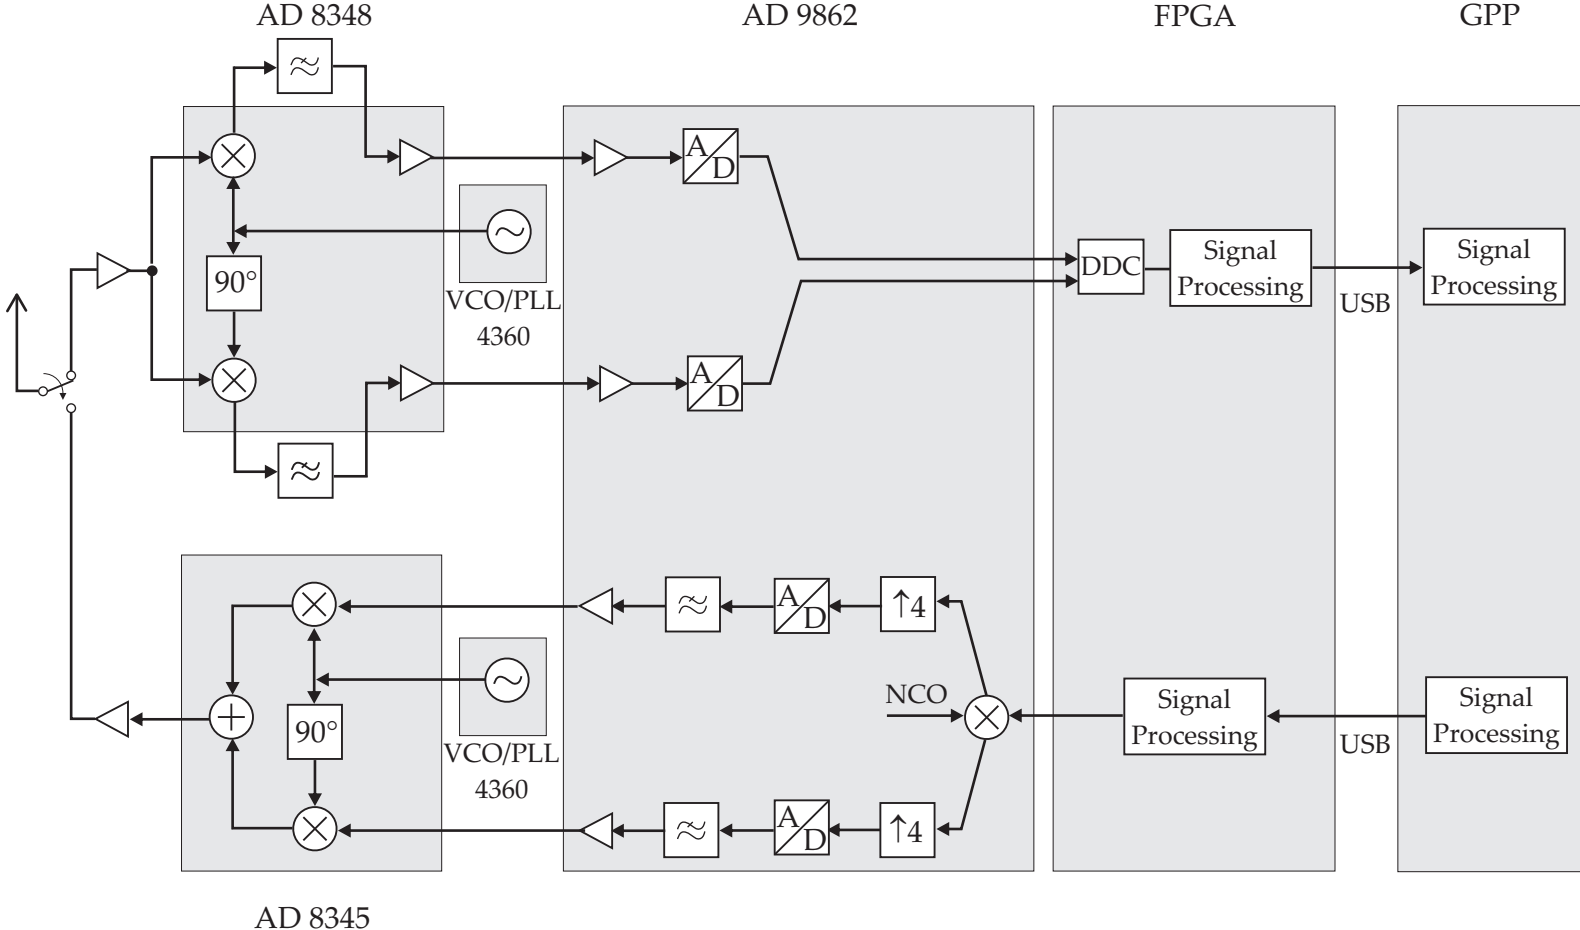 AD 8348
AD 9862
FPGA
GPP
A
D
Signal
Processing
Signal
Processing
DDC
90°
VCO/PLL
4360
USB
A
D
A
D
↑4
NCO
Signal
Processing
Signal
Processing
90°
VCO/PLL
4360
USB
A
D
↑4
AD 8345